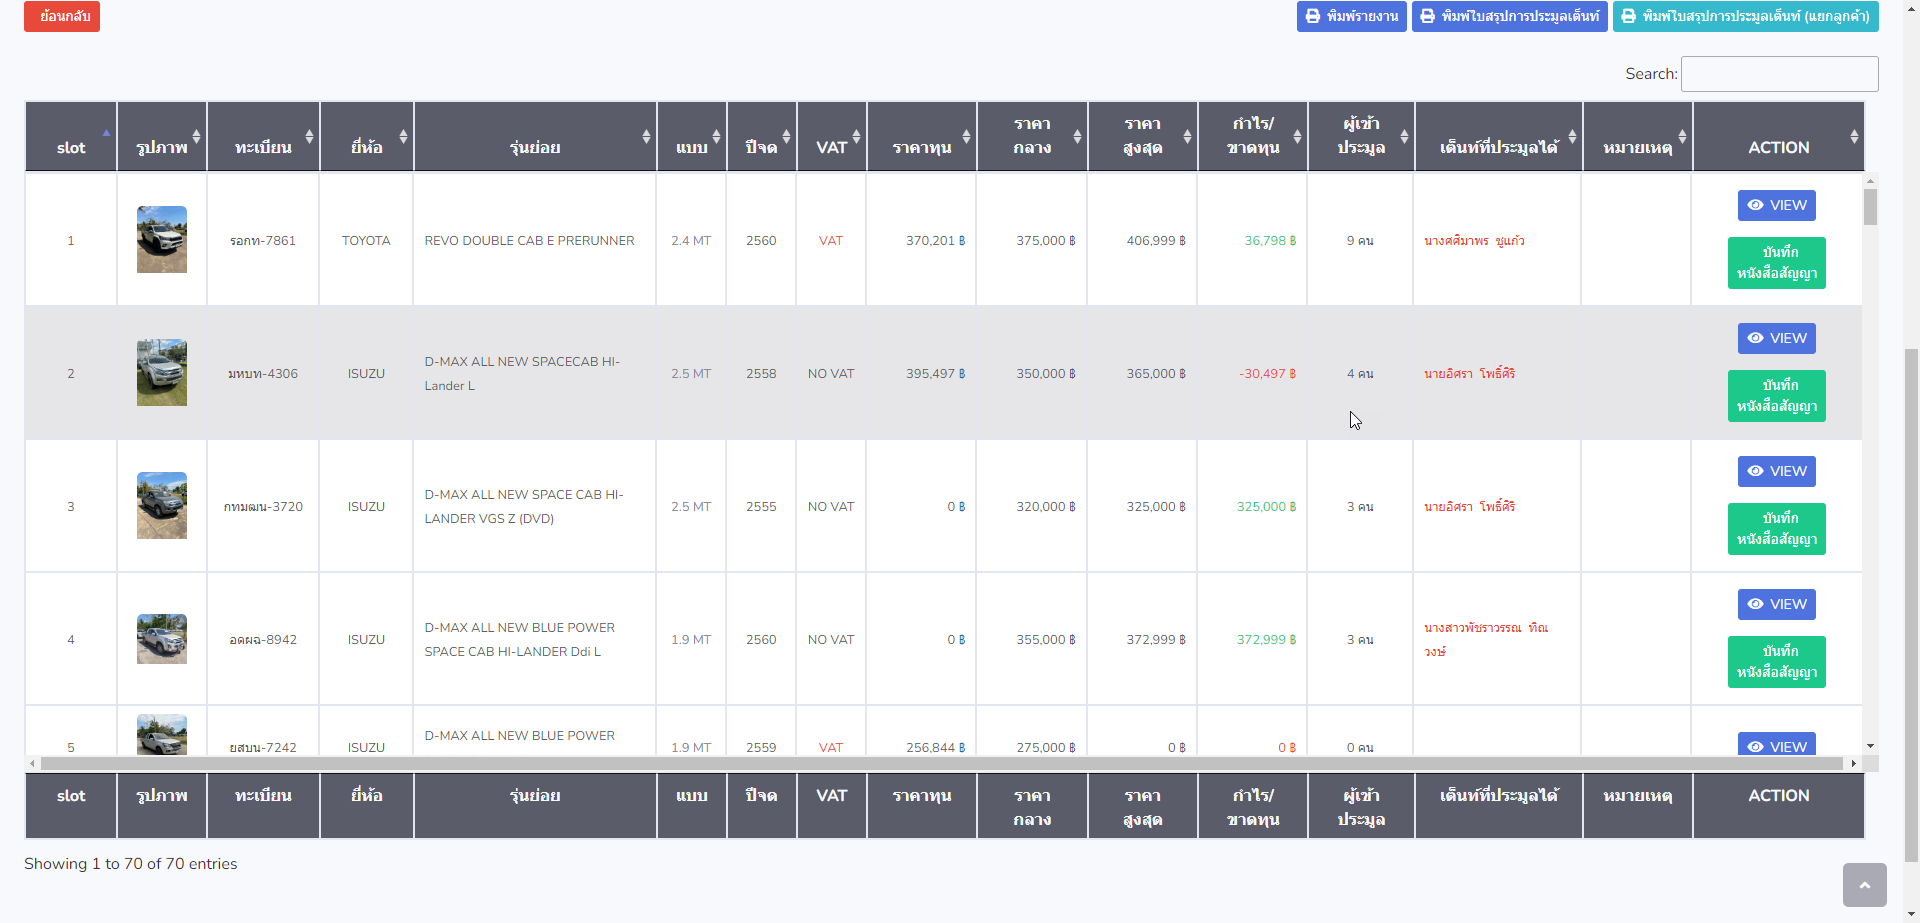 ย้อนกลับ
พิมพ์รายงาน
พิมพ์ใบสรุปการประมูลเต็นท์
พิมพ์ใบสรุปการประมูลเต็นท์ (แยกลูกค้า)
Search:
slot รูปภาพ ทะเบียน ยี่ห้อ รุ่นย่อย แบบ ปีจด VAT ราคาทุน ราคา ราคา กำไร/ ผู้เข้า เต็นท์ที่ประมูลได้ หมายเหตุ ACTION
กลาง สูงสุด ขาดทุน ประมูล
1 รอกท-7861 TOYOTA REVO DOUBLE CAB E PRERUNNER 2.4 MT 2560 VAT 370,201 ฿ 375,000 ฿ 406,999 ฿ 36,798 ฿ 9 คน นางศศิมาพร ชูแก้ว
VIEW
บันทึก
หนังสือสัญญา
2 มหบท-4306 ISUZU D-MAX ALL NEW SPACECAB HI-
Lander L 2.5 MT 2558 NO VAT 395,497 ฿ 350,000 ฿ 365,000 ฿ -30,497 ฿ 4 คน นายอิศรา โพธิ์ศิริ
VIEW
บันทึก
หนังสือสัญญา
3 กทมฒน-3720 ISUZU D-MAX ALL NEW SPACE CAB HI-
LANDER VGS Z (DVD) 2.5 MT 2555 NO VAT 0 ฿ 320,000 ฿ 325,000 ฿ 325,000 ฿ 3 คน นายอิศรา โพธิ์ศิริ
VIEW
บันทึก
หนังสือสัญญา
4 อดผฉ-8942 ISUZU D-MAX ALL NEW BLUE POWER
SPACE CAB HI-LANDER Ddi L 1.9 MT 2560 NO VAT 0 ฿ 355,000 ฿ 372,999 ฿ 372,999 ฿ 3 คน นางสาวพัชราวรรณ ทิณ
วงษ์
VIEW
บันทึก
หนังสือสัญญา
5 ยสบน-7242 ISUZU D-MAX ALL NEW BLUE POWER 1.9 MT 2559 VAT 256,844 ฿ 275,000 ฿ 0 ฿ 0 ฿ 0 คน
VIEW
slot รูปภาพ ทะเบียน ยี่ห้อ รุ่นย่อย แบบ ปีจด VAT ราคาทุน ราคา ราคา กำไร/ ผู้เข้า เต็นท์ที่ประมูลได้ หมายเหตุ ACTION
กลาง สูงสุด ขาดทุน ประมูล
Showing 1 to 70 of 70 entries